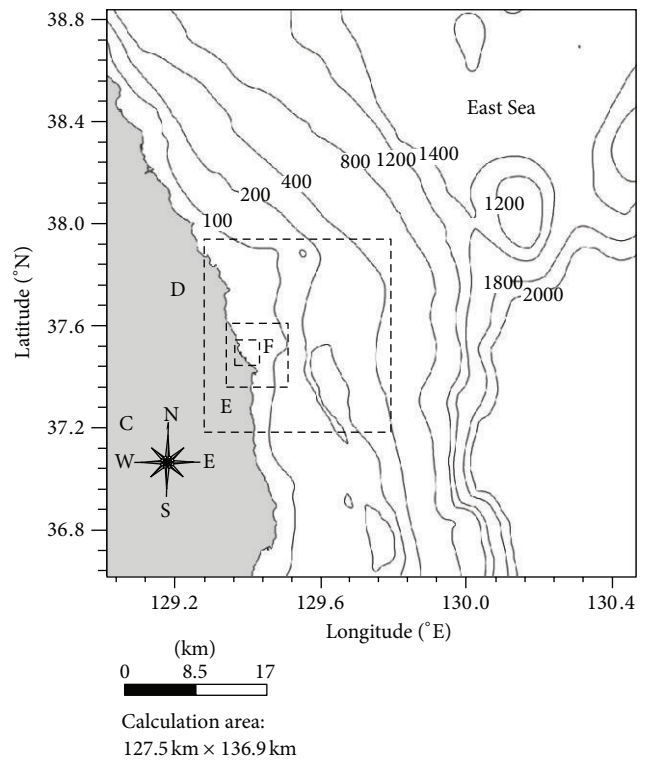 38.8
38.4
38.0
37.6
37.2
36.8
Latitude (°N)
East Sea
100
200
400
800
1200
1400
1200
1800
2000
D
F
E
C
N
W
E
S
129.2
129.6
130.0
130.4
Longitude (°E)
(km)
0
8.5
17
Calculation area:
127.5 km × 136.9 km